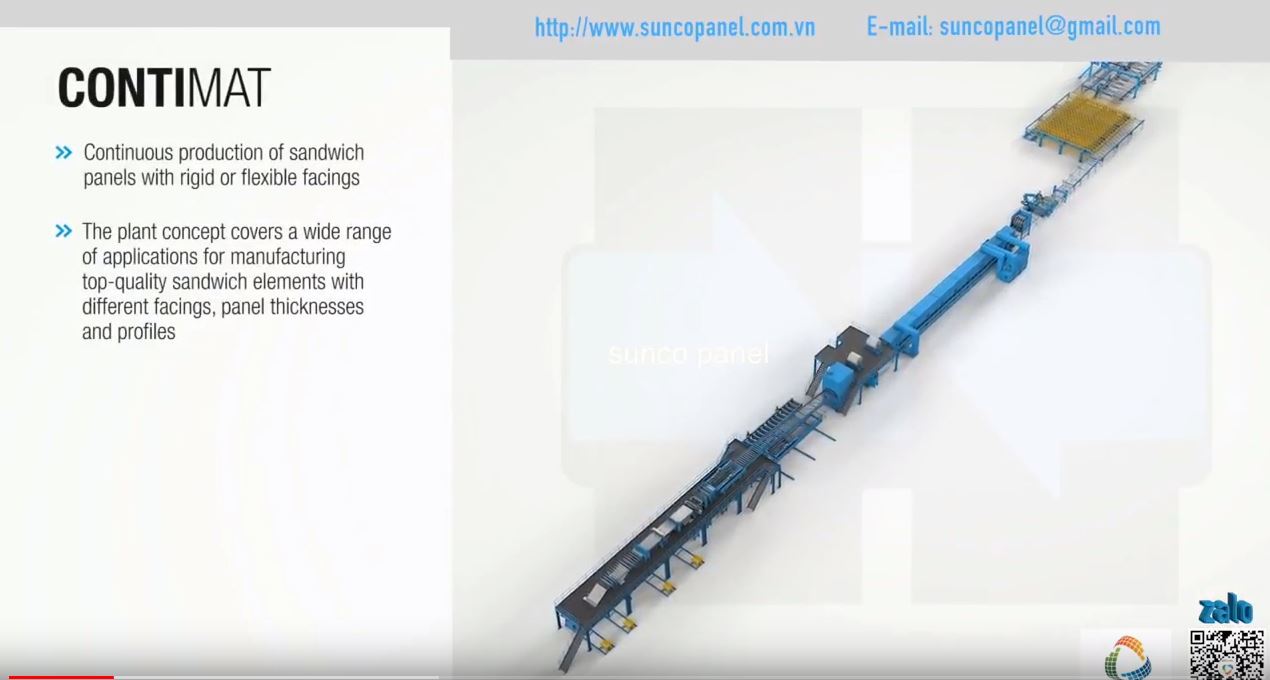 http://www.suncopanel.com.vn E-mail: suncopanel@gmail.com
CONTIMAT
» Continuous production of sandwich
panels with rigid or flexible facings
» The plant concept covers a wide range
of applications for manufacturing
top-quality sandwich elements with
different facings, panel thicknesses
and profiles
sunco panel
zalo